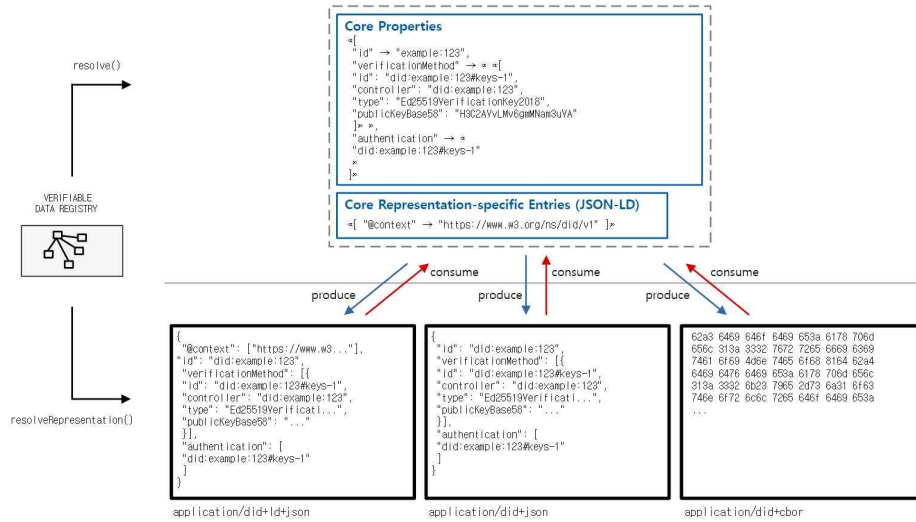 resolve()
VERIFIABLE
DATA REGISTRY
resolveRepresentation()
Core Properties
«[
"id" → "example:123",
"verificationMethod" → « «[
"id": "did:example:123#keys-1",
"controller": "did:example:123",
"type": "Ed25519VerificationKey2018",
"publicKeyBase58": "H3C2AVvLMv6gmMNam3uVA"
]» »,
"authentication" → «
"did:example:123#keys-1"
»
]»
Core Representation-specific Entries (JSON-LD)
«[ "@context" → "https://www.w3.org/ns/did/v1" ]»
produce
consume
produce
consume
produce
consume
{
"@context": ["https://www.w3..."],
"id": "did:example:123",
"verificationMethod": [{
"id": "did:example:123#keys-1",
"controller": "did:example:123",
"type": "Ed25519Verificati...",
"publicKeyBase58": "..."
}],
"authentication": [
"did:example:123#keys-1"
]
}
application/did+ld+json
{
"id": "did:example:123",
"verificationMethod": [{
"id": "did:example:123#keys-1",
"controller": "did:example:123",
"type": "Ed25519Verificati...",
"publicKeyBase58": "..."
}],
"authentication": [
"did:example:123#keys-1"
]
}
application/did+json
62a3 6469 646f 6469 653a 6178 706d
656c 313a 3332 7672 7265 6669 6369
7461 6f69 4d6e 7465 6f68 8164 62a4
6469 6476 6469 653a 6178 706d 656c
313a 3332 6b23 7965 2d73 6a31 6f63
746e 6f72 6c6c 7265 646f 6469 653a
...
application/did+cbor